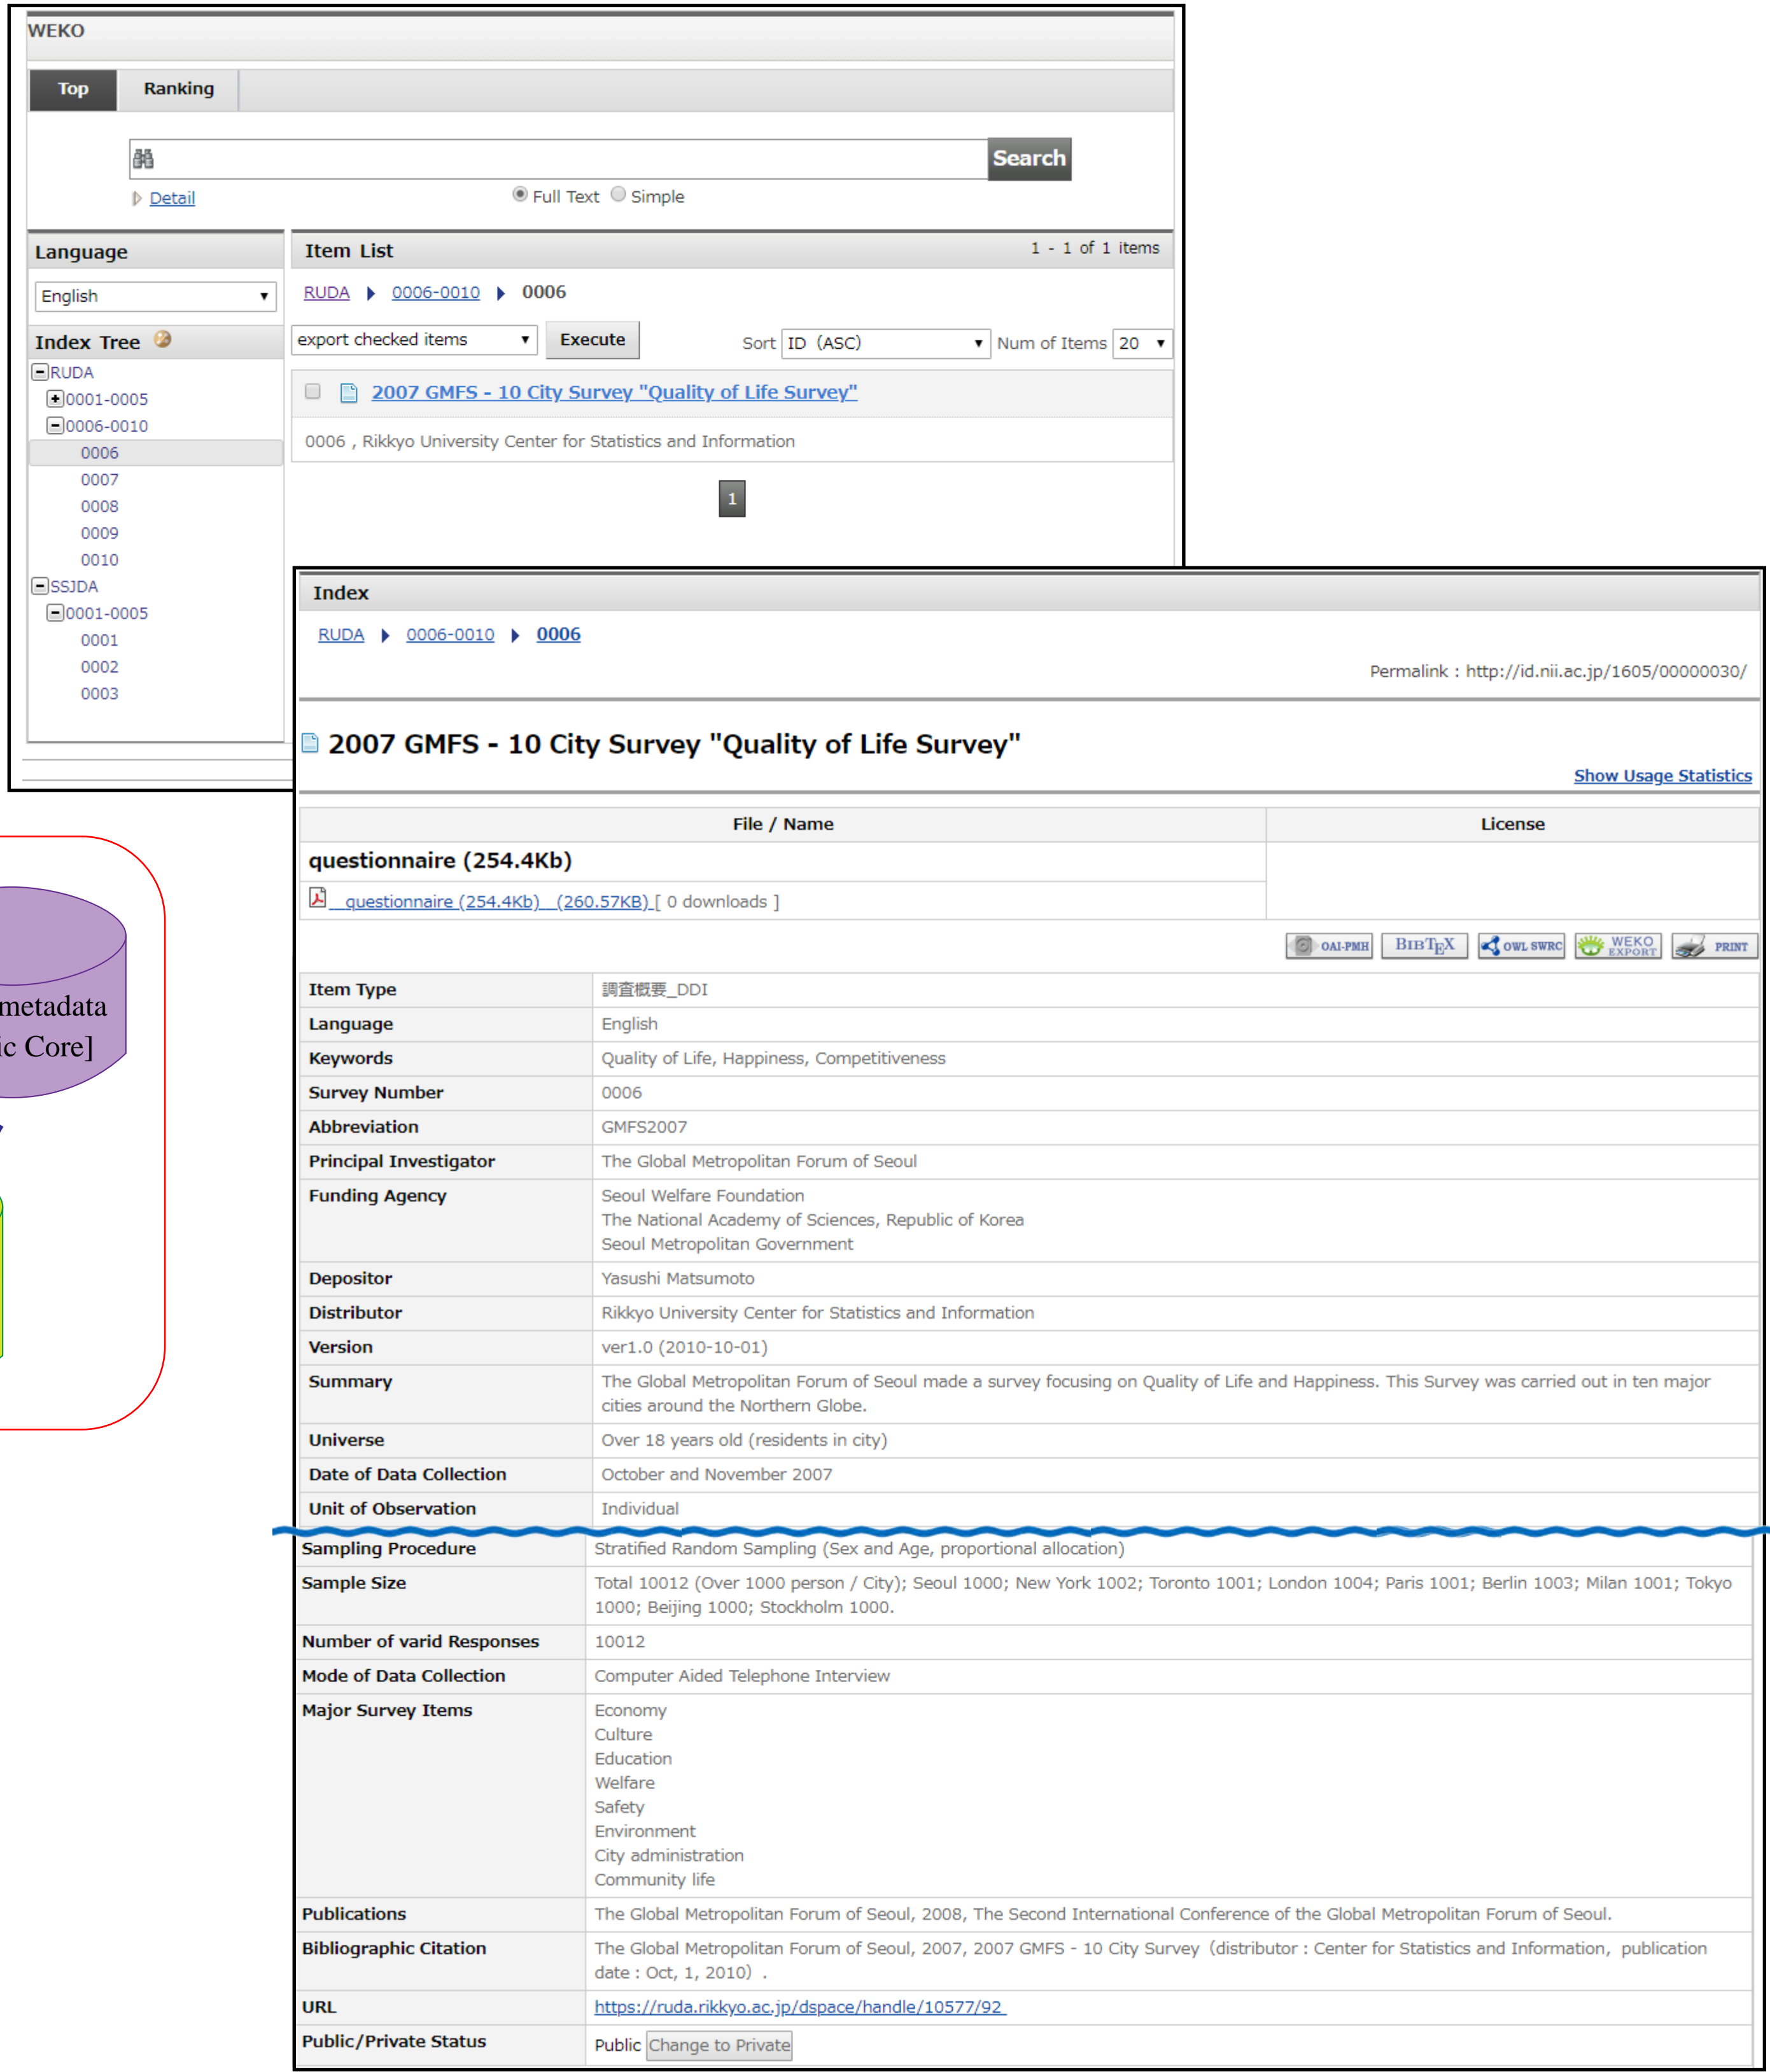 WEKO
Top Ranking
Search
Detail Full Text Simple
Language
English
Index Tree
RUDA
0001-0005
0006-0010
0006
0007
0008
0009
0010
SSJDA
0001-0005
0001
0002
0003
Item List 1 - 1 of 1 items
RUDA 0006-0010 0006
export checked items Execute Sort ID (ASC) Num of Items 20
2007 GMFS - 10 City Survey "Quality of Life Survey"
0006 , Rikkyo University Center for Statistics and Information
1
Index
RUDA 0006-0010 0006
Permalink : http://id.nii.ac.jp/1605/00000030/
2007 GMFS - 10 City Survey "Quality of Life Survey"
Show Usage Statistics
File / Name License
questionnaire (254.4Kb)
questionnaire (254.4Kb) (260.57KB) [ 0 downloads ]
OAI-PMH BIBTEX OWL SWRC WEKO EXPORT PRINT
Item Type 調査概要_DDI
Language English
Keywords Quality of Life, Happiness, Competitiveness
Survey Number 0006
Abbreviation GMFS2007
Principal Investigator The Global Metropolitan Forum of Seoul
Funding Agency Seoul Welfare Foundation
The National Academy of Sciences, Republic of Korea
Seoul Metropolitan Government
Depositor Yasushi Matsumoto
Distributor Rikkyo University Center for Statistics and Information
Version ver1.0 (2010-10-01)
Summary The Global Metropolitan Forum of Seoul made a survey focusing on Quality of Life and Happiness. This Survey was carried out in ten major
cities around the Northern Globe.
Universe Over 18 years old (residents in city)
Date of Data Collection October and November 2007
Unit of Observation Individual
Sampling Procedure Stratified Random Sampling (Sex and Age, proportional allocation)
Sample Size Total 10012 (Over 1000 person / City); Seoul 1000; New York 1002; Toronto 1001; London 1004; Paris 1001; Berlin 1003; Milan 1001; Tokyo
1000; Beijing 1000; Stockholm 1000.
Number of varid Responses 10012
Mode of Data Collection Computer Aided Telephone Interview
Major Survey Items Economy
Culture
Education
Welfare
Safety
Environment
City administration
Community life
Publications The Global Metropolitan Forum of Seoul, 2008, The Second International Conference of the Global Metropolitan Forum of Seoul.
Bibliographic Citation The Global Metropolitan Forum of Seoul, 2007, 2007 GMFS - 10 City Survey（distributor : Center for Statistics and Information, publication
date : Oct, 1, 2010）.
URL https://ruda.rikkyo.ac.jp/dspace/handle/10577/92
Public/Private Status Public Change to Private
metadata
ic Core]